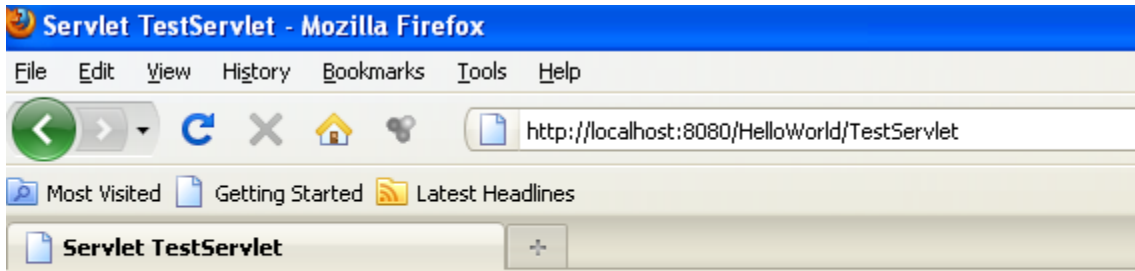 Servlet TestServlet - Mozilla Firefox
File Edit View History Bookmarks Tools Help
http://localhost:8080/HelloWorld/TestServlet
Most Visited Getting Started Latest Headlines
Servlet TestServlet